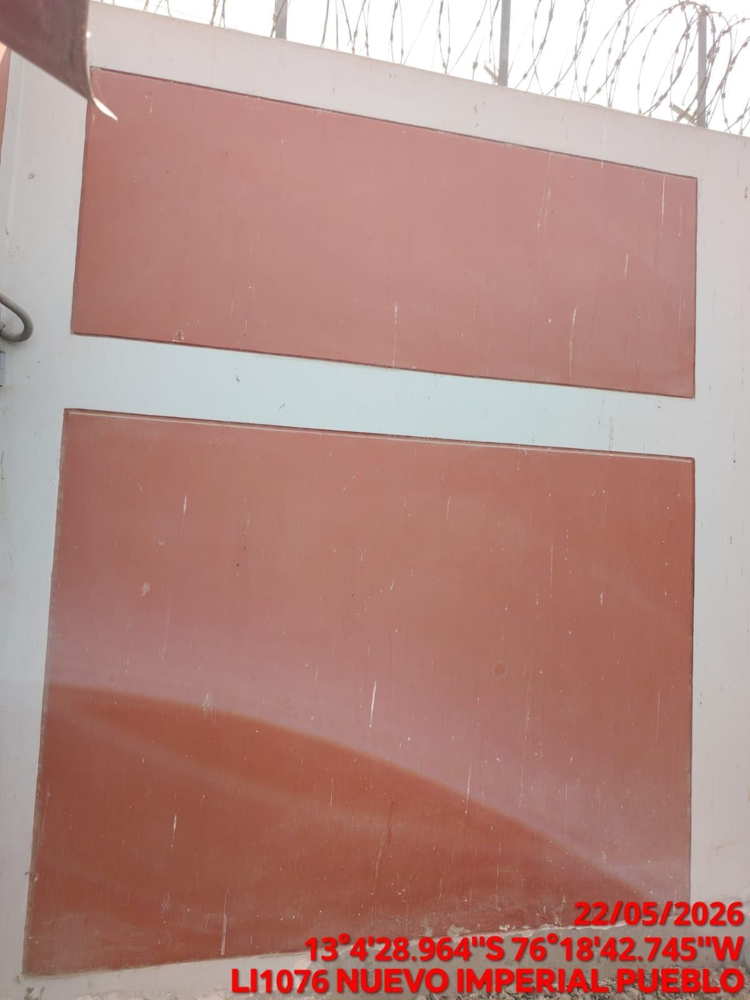 22/05/2026
13°4'28.964"S 76°18'42.745"W
LI1076 NUEVO IMPERIAL PUEBLO